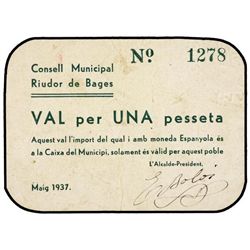 Nº 1278
Consell Municipal
Riudor de Bages
VAL per UNA pesseta
Aquest val l'import del qual i amb moneda Espanyola és
a la Caixa del Municipi, solament és vàlid per aquest poble
L'Alcalde-President,
Maig 1937.